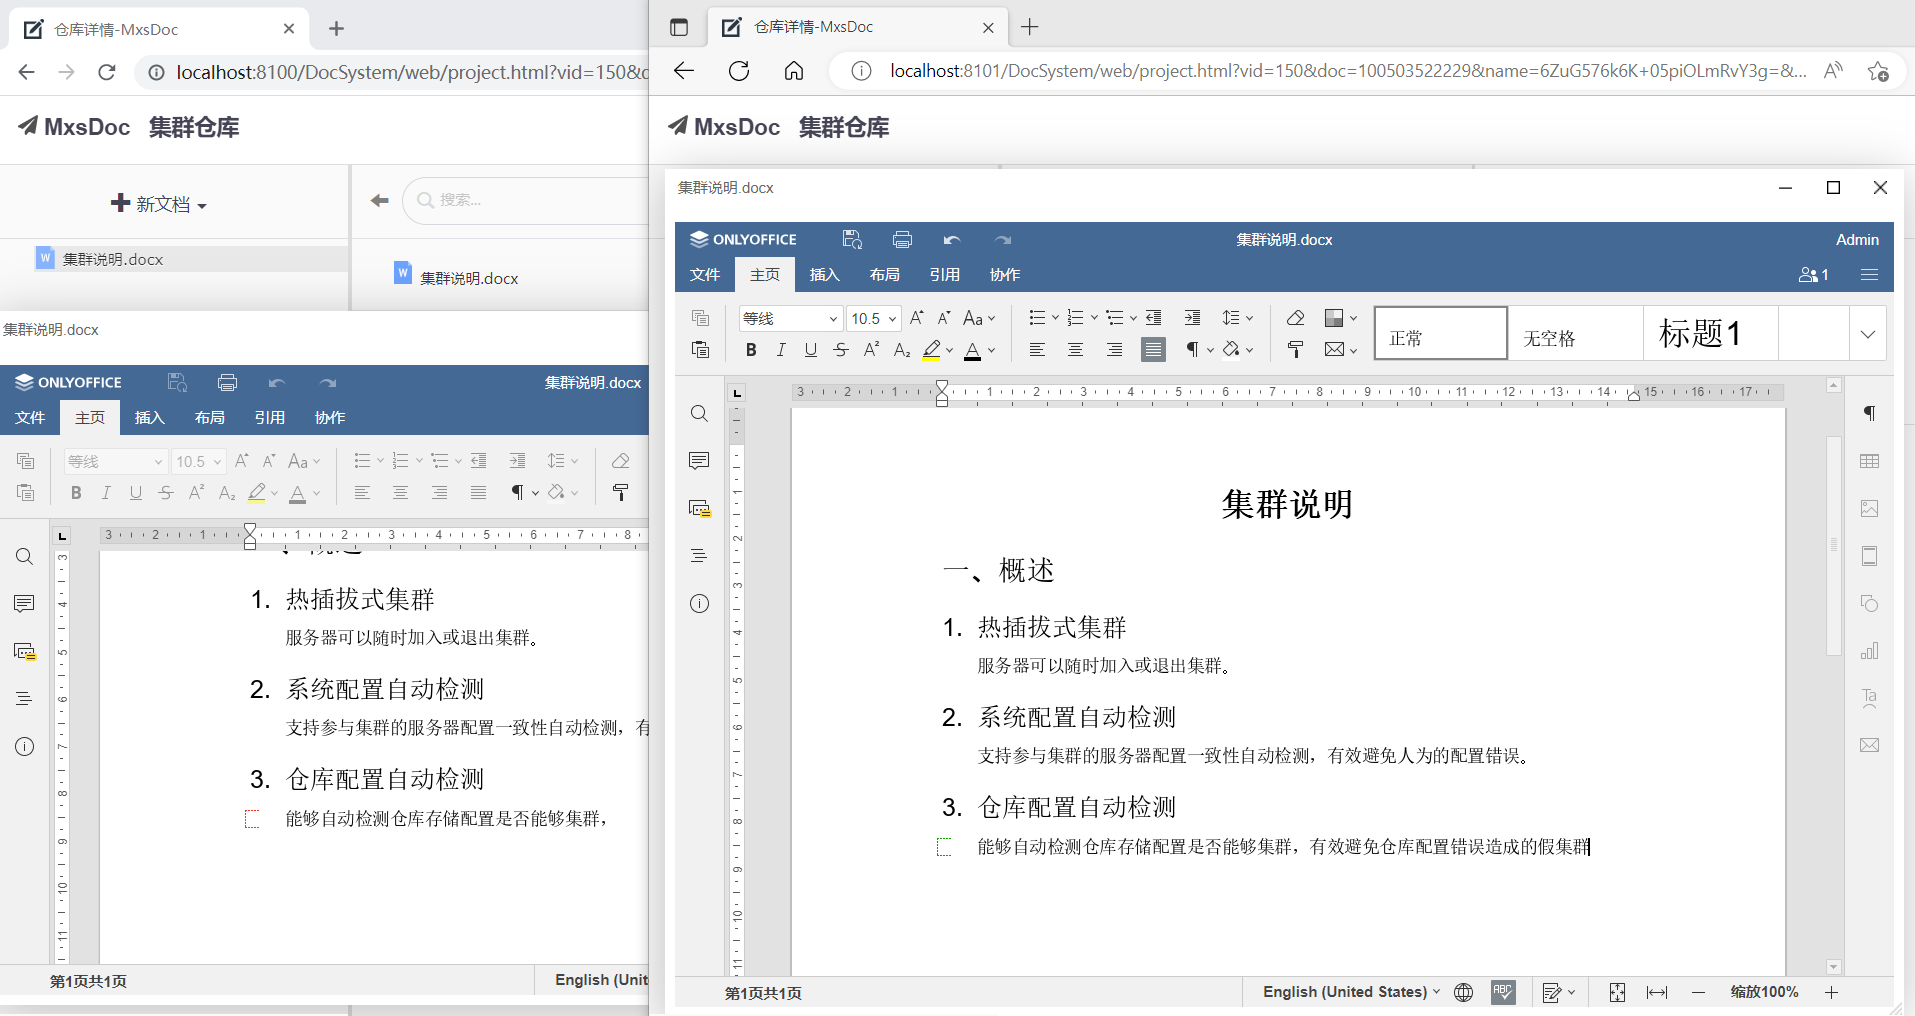 仓库详情-MxsDoc
localhost:8100/DocSystem/web/project.html?vid=150&d
MxsDoc 集群仓库
新文档
搜索...
集群说明.docx
集群说明.docx
集群说明.docx
ONLYOFFICE
集群说明.docx
文件 主页 插入 布局 引用 协作
等线 10.5
第1页共1页
English (Unit
1. 热插拔式集群
服务器可以随时加入或退出集群。
2. 系统配置自动检测
支持参与集群的服务器配置一致性自动检测，有
3. 仓库配置自动检测
能够自动检测仓库存储配置是否能够集群，
仓库详情-MxsDoc
localhost:8101/DocSystem/web/project.html?vid=150&doc=100503522229&name=6ZuG576k6K+05piOLmRvY3g=&...
MxsDoc 集群仓库
集群说明.docx
ONLYOFFICE
集群说明.docx
Admin
文件 主页 插入 布局 引用 协作
1
等线 10.5
正常 无空格 标题1
集群说明
一、概述
1. 热插拔式集群
服务器可以随时加入或退出集群。
2. 系统配置自动检测
支持参与集群的服务器配置一致性自动检测，有效避免人为的配置错误。
3. 仓库配置自动检测
能够自动检测仓库存储配置是否能够集群，有效避免仓库配置错误造成的假集群
第1页共1页
English (United States)
缩放100%